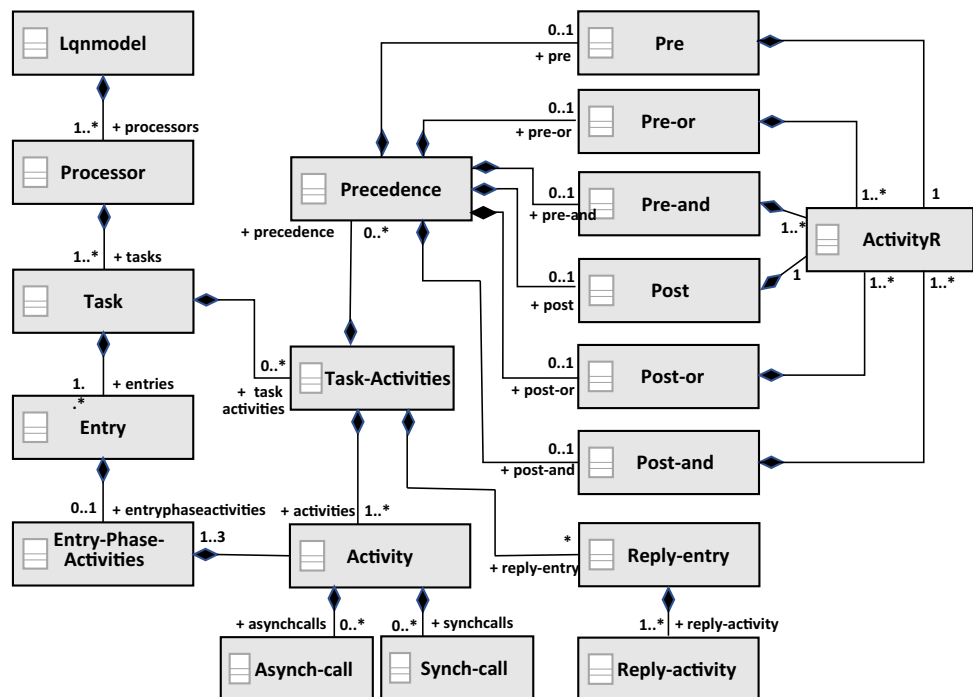 Lqnmodel
1..*
+ processors
Processor
1..*
+ tasks
Task
1.
.*
+ entries
Entry
0..1
+ entryphaseactivities
Entry-Phase-
Activities
1..3
0..*
+ task
activities
Task-Activities
+ precedence
0..*
Precedence
+ activities
1..*
Activity
+ asynchcalls
0..*
Asynch-call
0..*
+ synchcalls
Synch-call
0..1
+ pre
Pre
0..1
+ pre-or
Pre-or
0..1
+ pre-and
Pre-and
0..1
+ post
Post
0..1
+ post-or
Post-or
0..1
+ post-and
Post-and
*
+ reply-entry
Reply-entry
1..*
+ reply-activity
Reply-activity
1..*
1
1..*
1
ActivityR
1..*
1..*